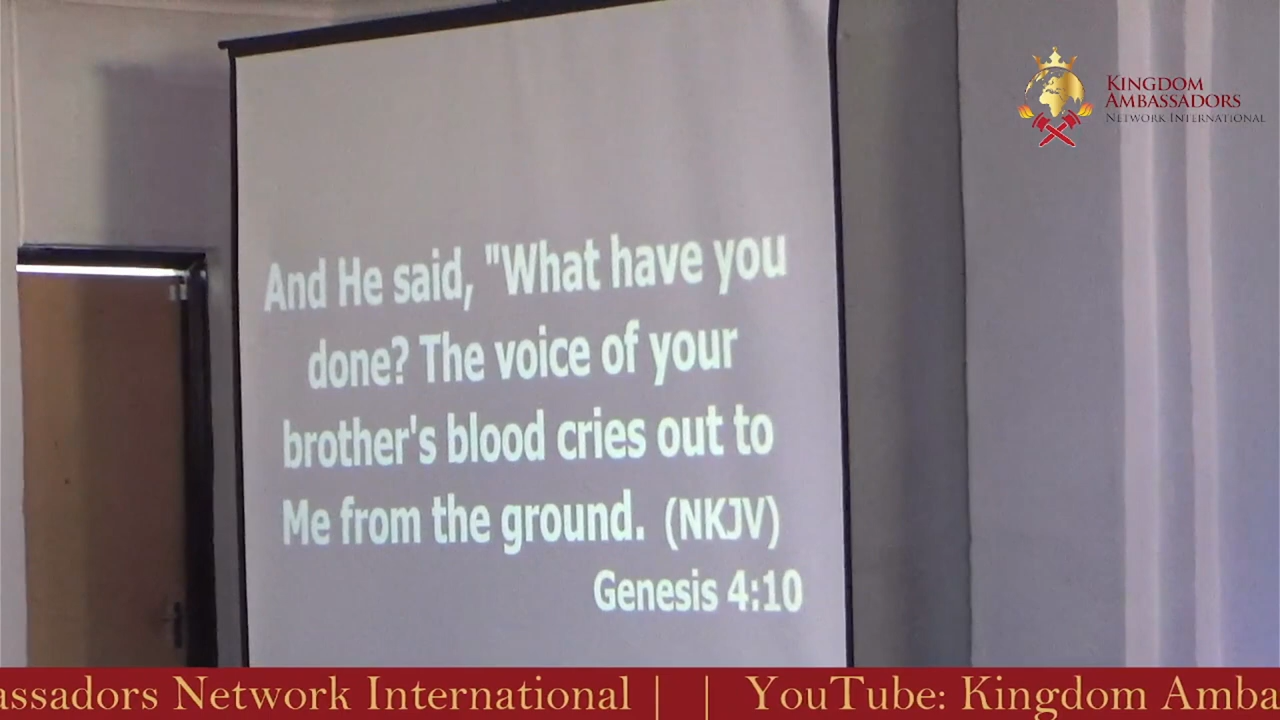 KINGDOM
AMBASSADORS
NETWORK INTERNATIONAL
And He said, "What have you
done? The voice of your
brother's blood cries out to
Me from the ground. (NKJV)
Genesis 4:10
assadors Network International | | YouTube: Kingdom Amba